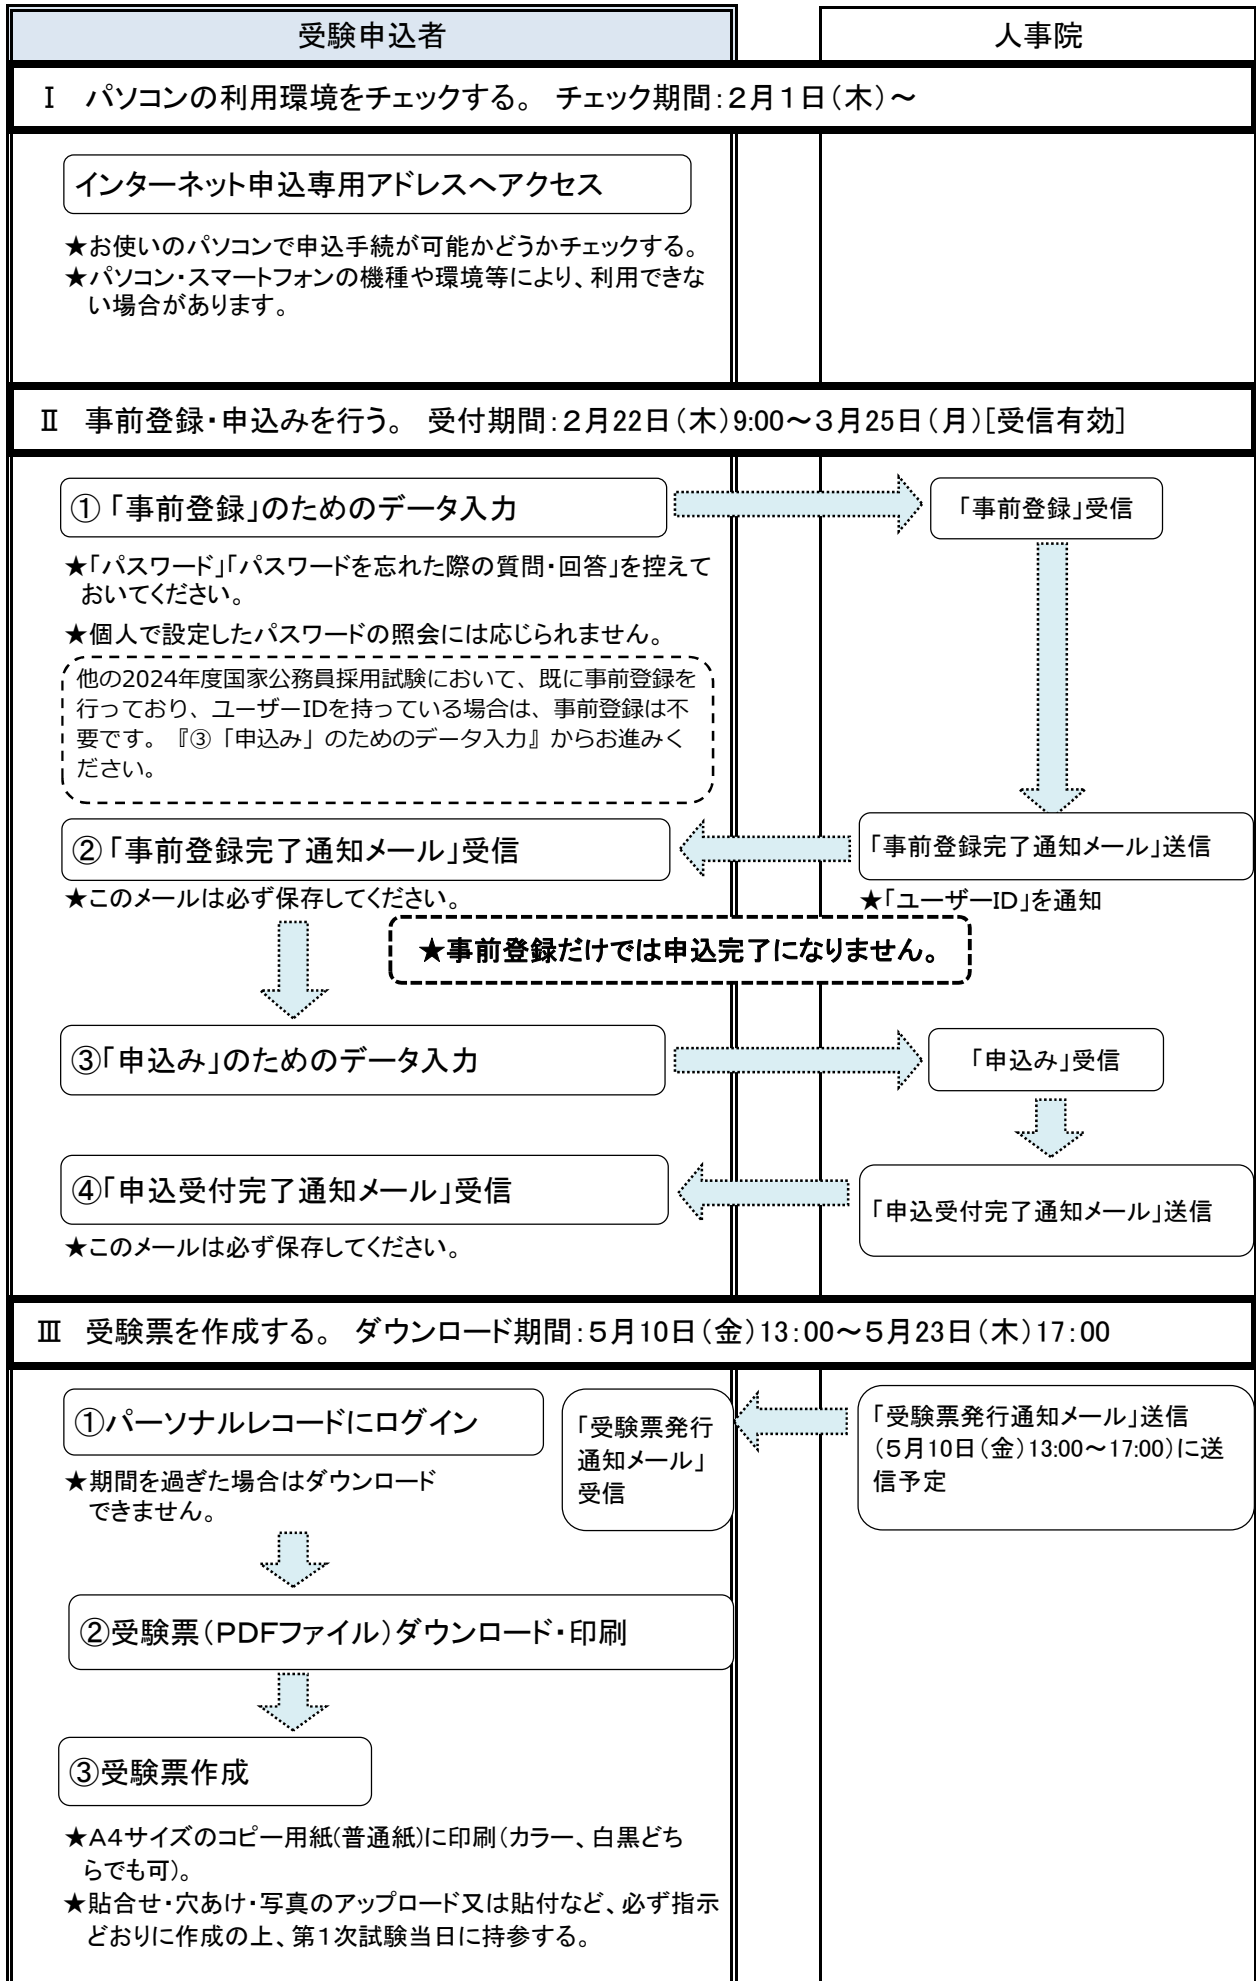 受験申込者
人事院
Ⅰ　パソコンの利用環境をチェックする。 チェック期間：２月１日（木）～
インターネット申込専用アドレスへアクセス
★お使いのパソコンで申込手続が可能かどうかチェックする。
★パソコン・スマートフォンの機種や環境等により、利用できな
い場合があります。
Ⅱ　事前登録・申込みを行う。 受付期間：２月22日（木）9:00～３月25日（月）[受信有効]
①「事前登録」のためのデータ入力
「事前登録」受信
★「パスワード」「パスワードを忘れた際の質問・回答」を控えて
おいてください。
★個人で設定したパスワードの照会には応じられません。
他の2024年度国家公務員採用試験において、既に事前登録を
行っており、ユーザーIDを持っている場合は、事前登録は不
要です。『③「申込み」のためのデータ入力』からお進みく
ださい。
②「事前登録完了通知メール」受信
「事前登録完了通知メール」送信
★このメールは必ず保存してください。
★「ユーザーID」を通知
★事前登録だけでは申込完了になりません。
③「申込み」のためのデータ入力
「申込み」受信
④「申込受付完了通知メール」受信
「申込受付完了通知メール」送信
★このメールは必ず保存してください。
Ⅲ　受験票を作成する。 ダウンロード期間：５月10日（金）13：00～５月23日（木）17：00
①パーソナルレコードにログイン
★期間を過ぎた場合はダウンロード
できません。
「受験票発行
通知メール」
受信
「受験票発行通知メール」送信
（５月10日（金）13:00～17:00）に送
信予定
②受験票（PDFファイル）ダウンロード・印刷
③受験票作成
★Ａ４サイズのコピー用紙(普通紙)に印刷（カラー、白黒どち
らでも可）。
★貼合せ・穴あけ・写真のアップロード又は貼付など、必ず指示
どおりに作成の上、第１次試験当日に持参する。